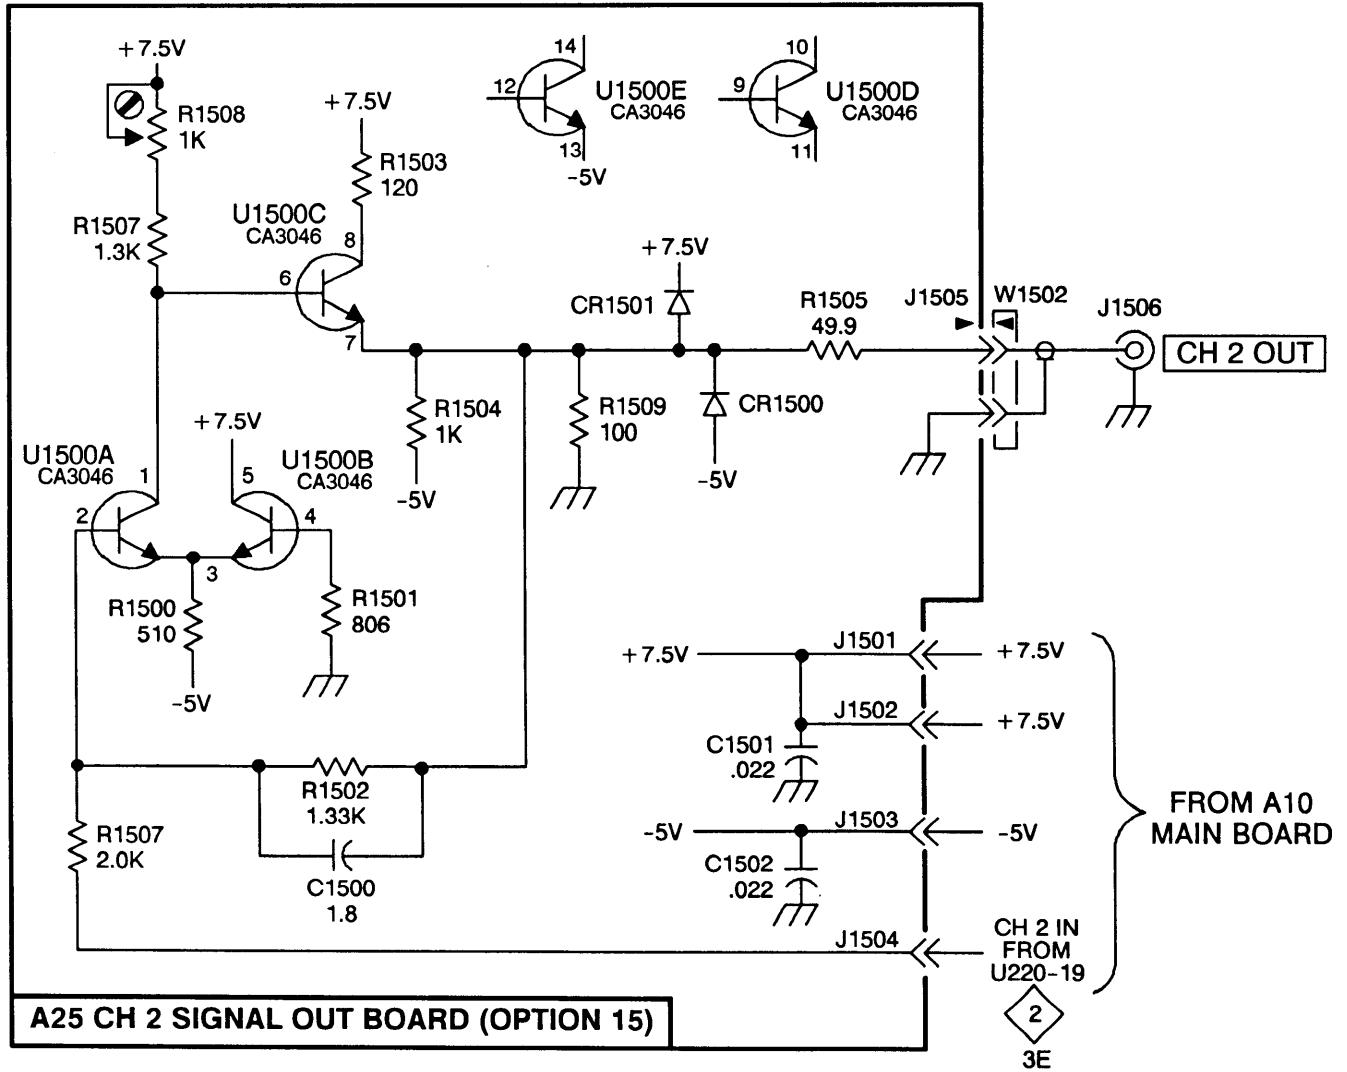 +7.5V
R1508
1K
R1507
1.3K
+7.5V
R1503
120
U1500C
CA3046
8
6
7
14
12
U1500E
CA3046
13
-5V
10
9
U1500D
CA3046
11
+7.5V
CR1501
R1505
49.9
J1505
W1502
J1506
CH 2 OUT
R1504
1K
-5V
R1509
100
CR1500
-5V
+7.5V
U1500A
CA3046
1
2
5
U1500B
CA3046
4
3
R1500
510
-5V
R1501
806
R1502
1.33K
C1500
1.8
R1507
2.0K
+7.5V
J1501
+7.5V
J1502
+7.5V
C1501
.022
-5V
J1503
-5V
C1502
.022
J1504
CH 2 IN
FROM
U220-19
2
3E
FROM A10
MAIN BOARD
A25 CH 2 SIGNAL OUT BOARD (OPTION 15)